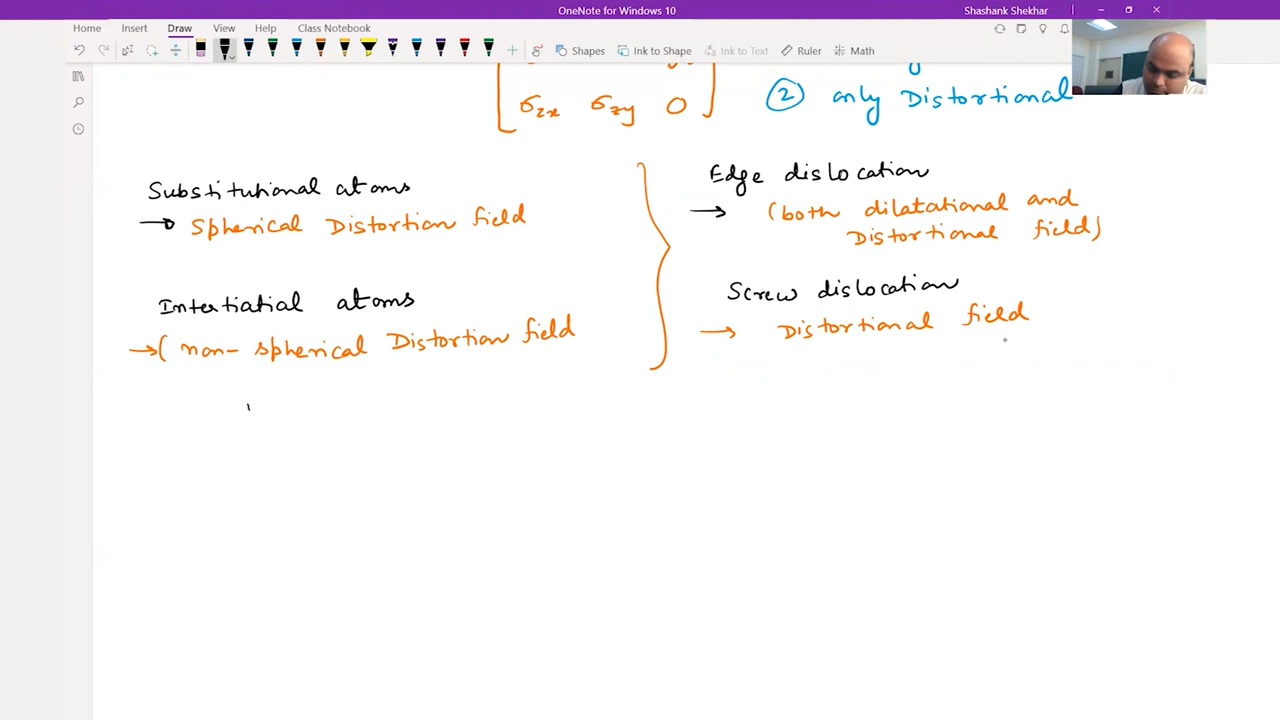 OneNote for Windows 10
Shashank Shekhar
Home Insert Draw View Help Class Notebook
Shapes Ink to Shape Ink to Text Ruler Math
σzx σzy 0
② only Distortional
Substitutional atoms
→ Spherical Distortion field
Intertiatial atoms
→( non- spherical Distortion field
Edge dislocation
→ (both dilatational and
Distortional field)
Screw dislocation
→ Distortional field